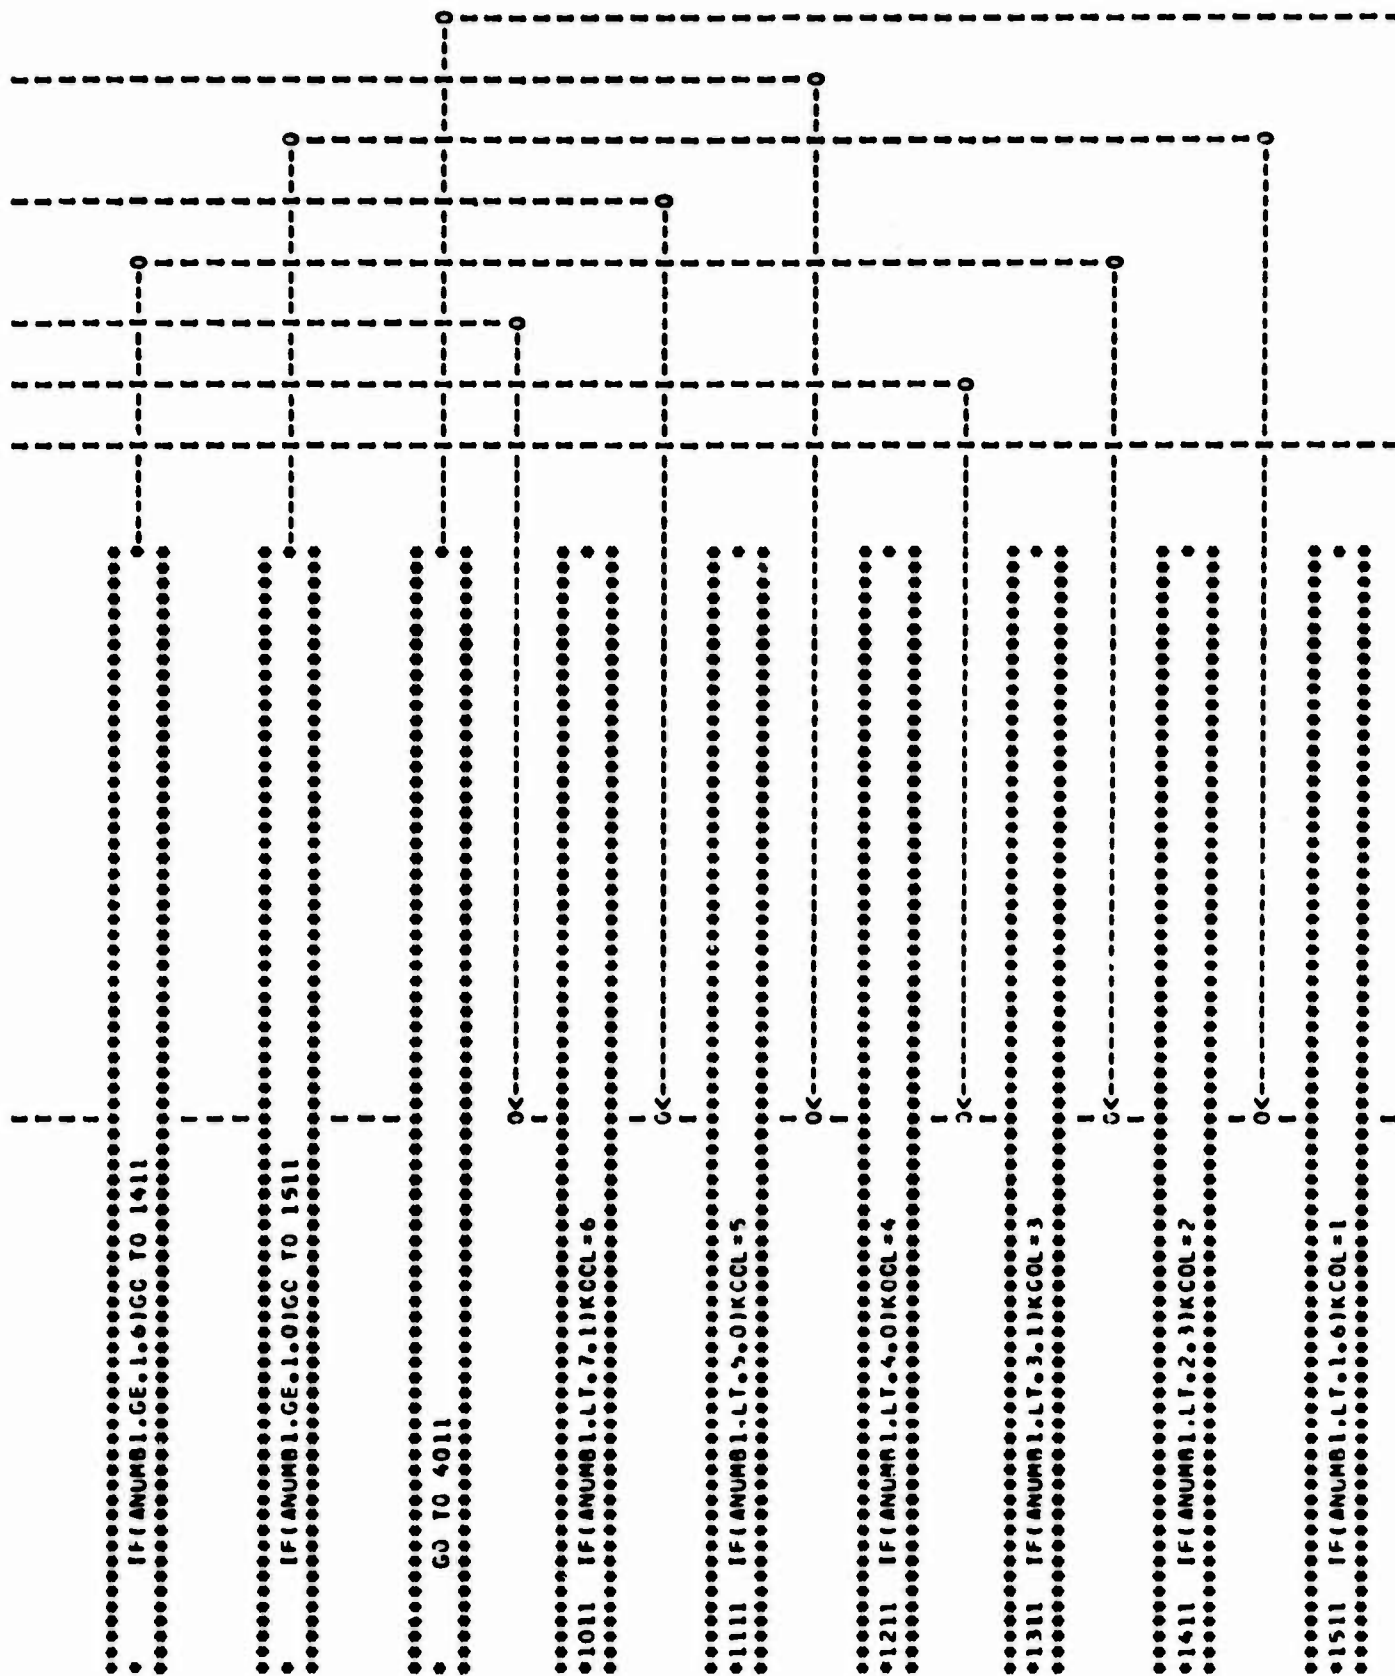 IF(ANUMB1.GE.1.6)GC TO 1411
IF(ANUMB1.GE.1.0)GC TO 1511
GO TO 4011
1011 IF(ANUMB1.LT.7.1)KCCL=6
1111 IF(ANUMB1.LT.5.0)KCCL=5
1211 IF(ANUMR1.LT.4.0)KOCL=4
1311 IF(ANUMR1.LT.3.1)KCOL=3
1411 IF(ANUMR1.LT.2.3)KCOL=2
1511 IF(ANUMB1.LT.1.6)KCOL=1